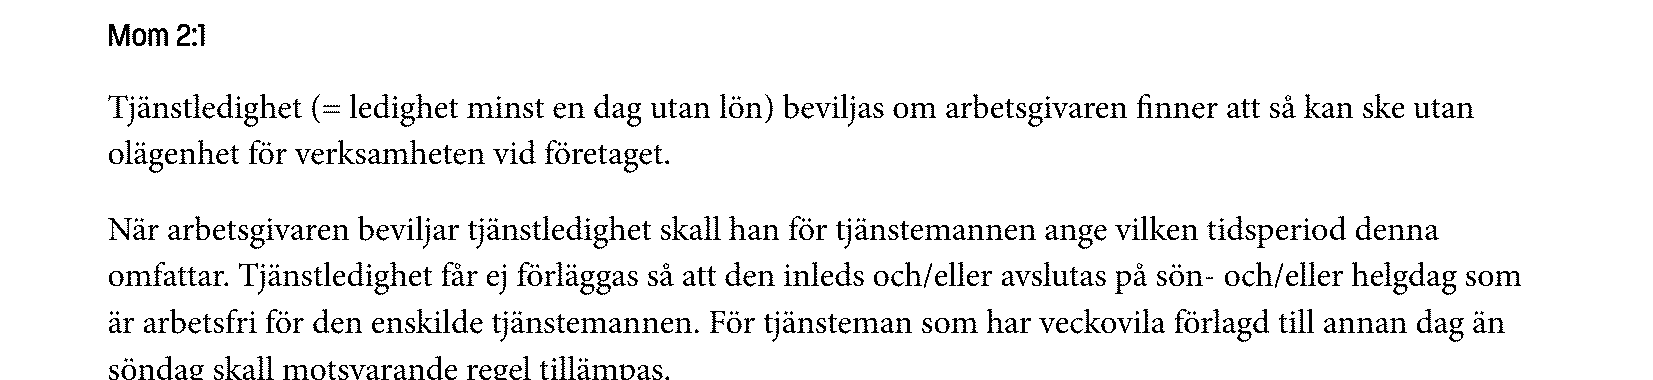 Mom 2:1
Tjänstledighet (= ledighet minst en dag utan lön) beviljas om arbetsgivaren finner att så kan ske utan
olägenhet för verksamheten vid företaget.
När arbetsgivaren beviljar tjänstledighet skall han för tjänstemannen ange vilken tidsperiod denna
omfattar. Tjänstledighet får ej förläggas så att den inleds och/eller avslutas på sön- och/eller helgdag som
är arbetsfri för den enskilde tjänstemannen. För tjänsteman som har veckovila förlagd till annan dag än
söndag skall motsvarande regel tillämpas.